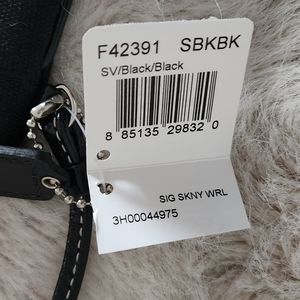 F42391 SBKBK
SV/Black/Black
8 85135 29832 0
SIG SKNY WRL
3H00044975